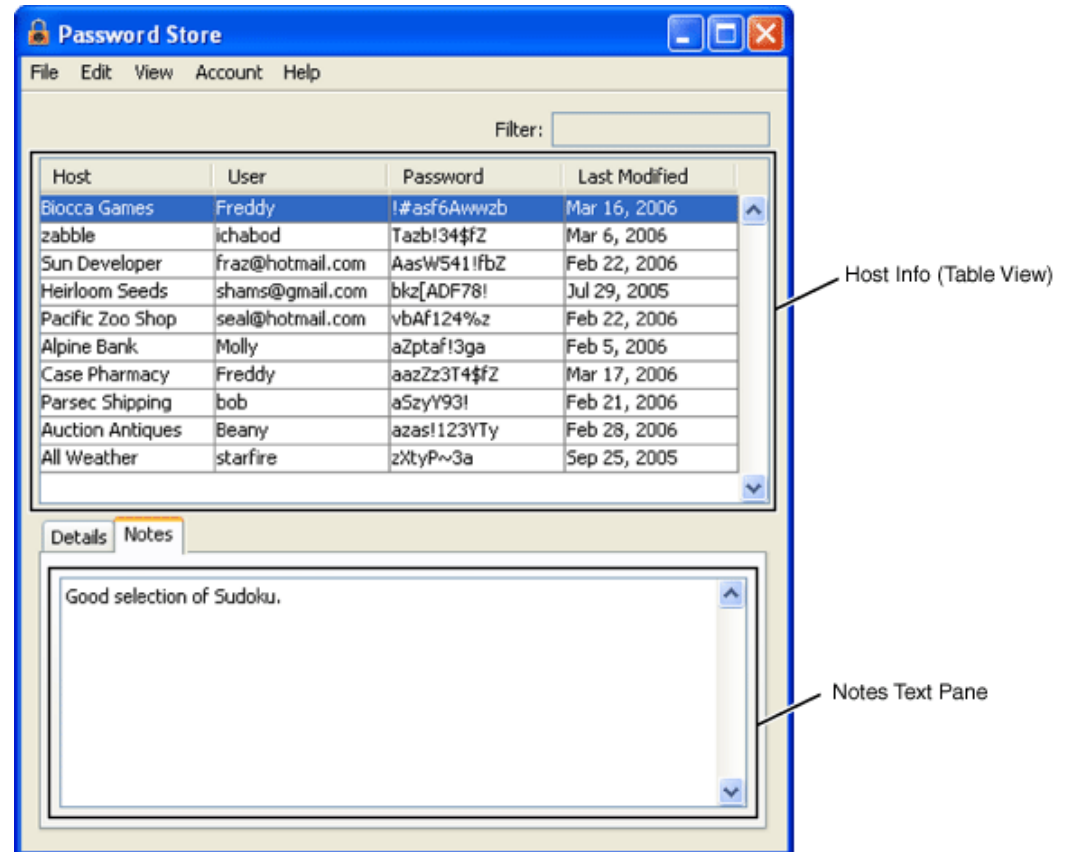 Password Store
File Edit View Account Help
Filter:
Host User Password Last Modified
Biocca Games Freddy !#asf6Awwzb Mar 16, 2006
zabble ichabod Tazb!34$fZ Mar 6, 2006
Sun Developer fraz@hotmail.com AasW541!fbZ Feb 22, 2006
Heirloom Seeds shams@gmail.com bkz[ADF78! Jul 29, 2005
Pacific Zoo Shop seal@hotmail.com vbAf124%z Feb 22, 2006
Alpine Bank Molly aZptaf!3ga Feb 5, 2006
Case Pharmacy Freddy aazZz3T4$fZ Mar 17, 2006
Parsec Shipping bob aSzyY93! Feb 21, 2006
Auction Antiques Beany azas!123YTy Feb 28, 2006
All Weather starfire zXtyP~3a Sep 25, 2005
Host Info (Table View)
Details Notes
Good selection of Sudoku.
Notes Text Pane